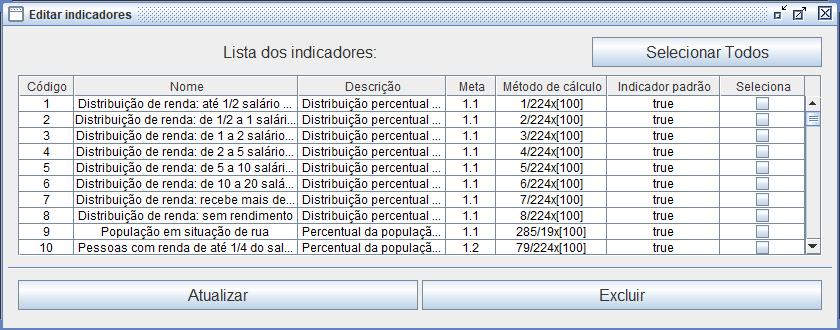 Editar indicadores
Lista dos indicadores: Selecionar Todos
Código Nome Descrição Meta Método de cálculo Indicador padrão Seleciona
1 Distribuição de renda: até 1/2 salário ... Distribuição percentual ... 1.1 1/224x[100] true
2 Distribuição de renda: de 1/2 a 1 salári... Distribuição percentual ... 1.1 2/224x[100] true
3 Distribuição de renda: de 1 a 2 salário... Distribuição percentual ... 1.1 3/224x[100] true
4 Distribuição de renda: de 2 a 5 salário... Distribuição percentual ... 1.1 4/224x[100] true
5 Distribuição de renda: de 5 a 10 salári... Distribuição percentual ... 1.1 5/224x[100] true
6 Distribuição de renda: de 10 a 20 salá... Distribuição percentual ... 1.1 6/224x[100] true
7 Distribuição de renda: recebe mais de... Distribuição percentual ... 1.1 7/224x[100] true
8 Distribuição de renda: sem rendimento Distribuição percentual ... 1.1 8/224x[100] true
9 População em situação de rua Percentual da populaçã... 1.1 285/19x[100] true
10 Pessoas com renda de até 1/4 do sal... Percentual da populaçã... 1.2 79/224x[100] true
Atualizar Excluir